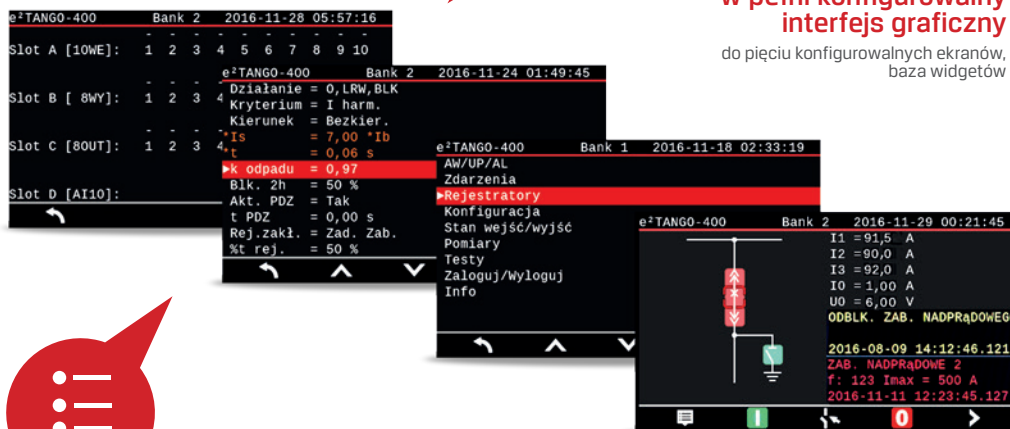 w pełni konfigurowalny
interfejs graficzny
do pięciu konfigurowalnych ekranów,
baza widgetów
e²TANGO-400 Bank 2 2016-11-28 05:57:16
- - - - - - - - - -
Slot A [10WE]: 1 2 3 4 5 6 7 8 9 10
- - -
Slot B [ 8WY]: 1 2 3 4
- - -
Slot C [8OUT]: 1 2 3 4
Slot D [AI10]:
e²TANGO-400 Bank 2 2016-11-24 01:49:45
Działanie = O,LRW,BLK
Kryterium = I harm.
Kierunek = Bezkier.
*Is = 7,00 *Ib
*t = 0,06 s
►k odpadu = 0,97
Blk. 2h = 50 %
Akt. PDZ = Tak
t PDZ = 0,00 s
Rej.zakł. = Zad. Zab.
%t rej. = 50 %
e²TANGO-400 Bank 1 2016-11-18 02:33:19
AW/UP/AL
Zdarzenia
►Rejestratory
Konfiguracja
Stan wejść/wyjść
Pomiary
Testy
Zaloguj/Wyloguj
Info
e²TANGO-400 Bank 2 2016-11-29 00:21:45
I1 =91,5 A
I2 =90,0 A
I3 =92,0 A
I0 =1,00 A
U0 =6,00 V
ODBLK. ZAB. NADPRąDOWEG
2016-08-09 14:12:46.121
ZAB. NADPRąDOWE 2
f: 123 Imax = 500 A
2016-11-11 12:23:45.127
I 0